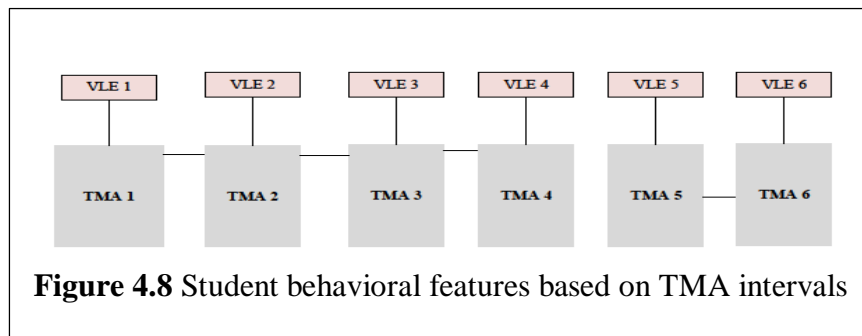 VLE 1 VLE 2 VLE 3 VLE 4 VLE 5 VLE 6
TMA 1 TMA 2 TMA 3 TMA 4 TMA 5 TMA 6
Figure 4.8 Student behavioral features based on TMA intervals